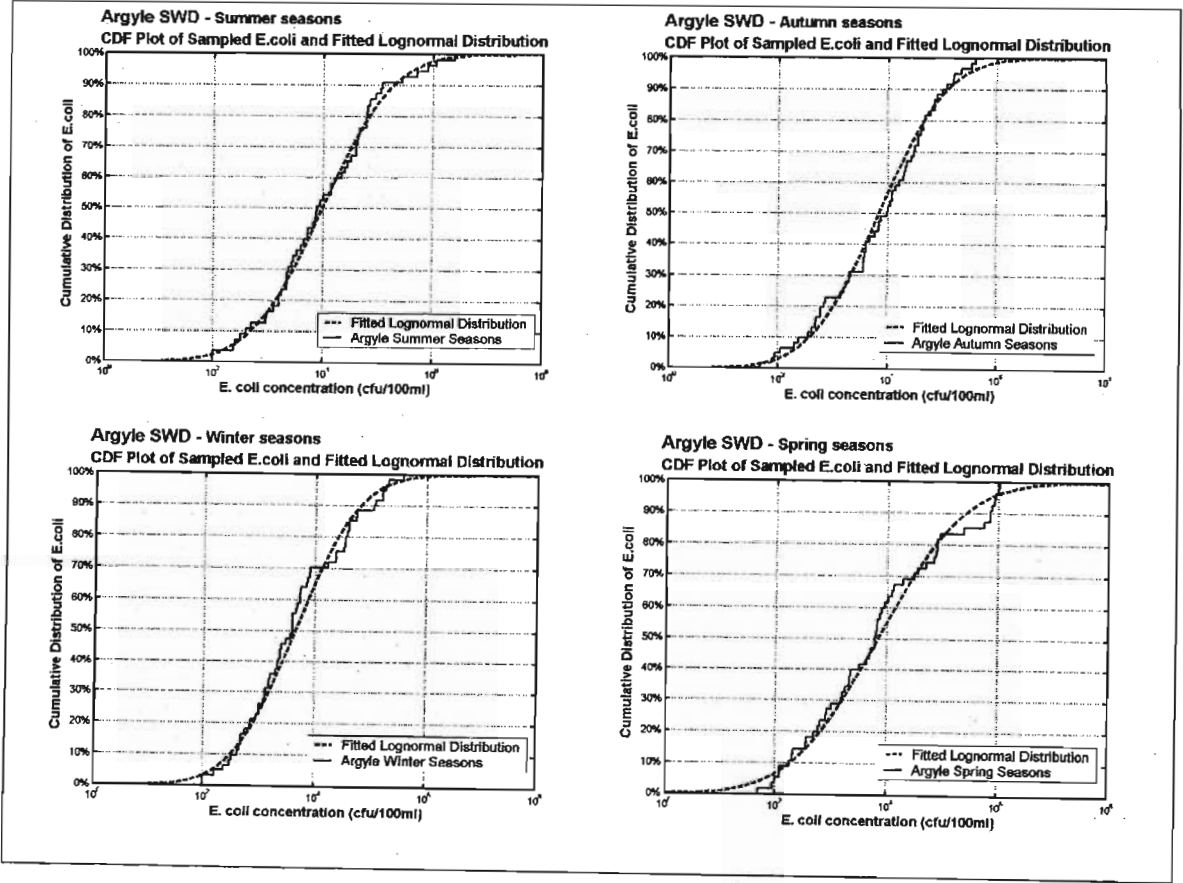 Argyle SWD - Summer seasons
CDF Plot of Sampled E.coli and Fitted Lognormal Distribution
Cumulative Distribution of E.coli
100%
90%
80%
70%
60%
50%
40%
30%
20%
10%
0%
Fitted Lognormal Distribution
Argyle Summer Seasons
E. coli concentration (cfu/100ml)
Argyle SWD - Autumn seasons
CDF Plot of Sampled E.coli and Fitted Lognormal Distribution
Cumulative Distribution of E.coli
100%
90%
80%
70%
60%
50%
40%
30%
20%
10%
0%
Fitted Lognormal Distribution
Argyle Autumn Seasons
E. coli concentration (cfu/100ml)
Argyle SWD - Winter seasons
CDF Plot of Sampled E.coli and Fitted Lognormal Distribution
Cumulative Distribution of E.coli
100%
90%
80%
70%
60%
50%
40%
30%
20%
10%
0%
Fitted Lognormal Distribution
Argyle Winter Seasons
E. coli concentration (cfu/100ml)
Argyle SWD - Spring seasons
CDF Plot of Sampled E.coli and Fitted Lognormal Distribution
Cumulative Distribution of E.coli
100%
90%
80%
70%
60%
50%
40%
30%
20%
10%
0%
Fitted Lognormal Distribution
Argyle Spring Seasons
E. coli concentration (cfu/100ml)